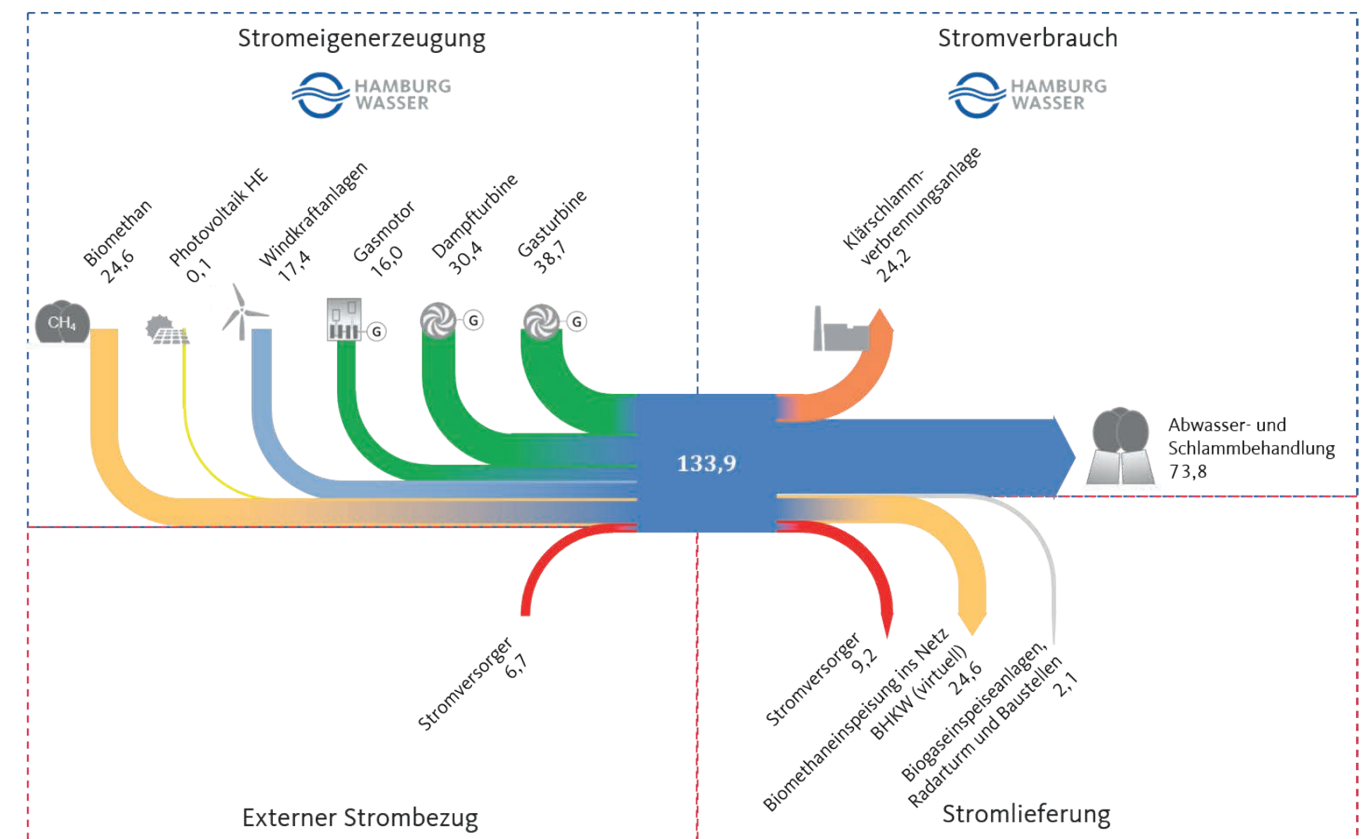 Stromeigenerzeugung
HAMBURG
WASSER
Stromverbrauch
HAMBURG
WASSER
Biomethan
24,6
Photovoltaik HE
0,1
Windkraftanlagen
17,4
Gasmotor
16,0
Dampfturbine
30,4
Gasturbine
38,7
Klärschlamm-
verbrennungsanlage
24,2
CH₄
G
G
G
133,9
Abwasser- und
Schlammbehandlung
73,8
Stromversorger
6,7
Stromversorger
9,2
Biomethaneinspeisung ins Netz
BHKW (virtuell)
24,6
Biogaseinspeiseanlagen,
Radarturm und Baustellen
2,1
Externer Strombezug
Stromlieferung